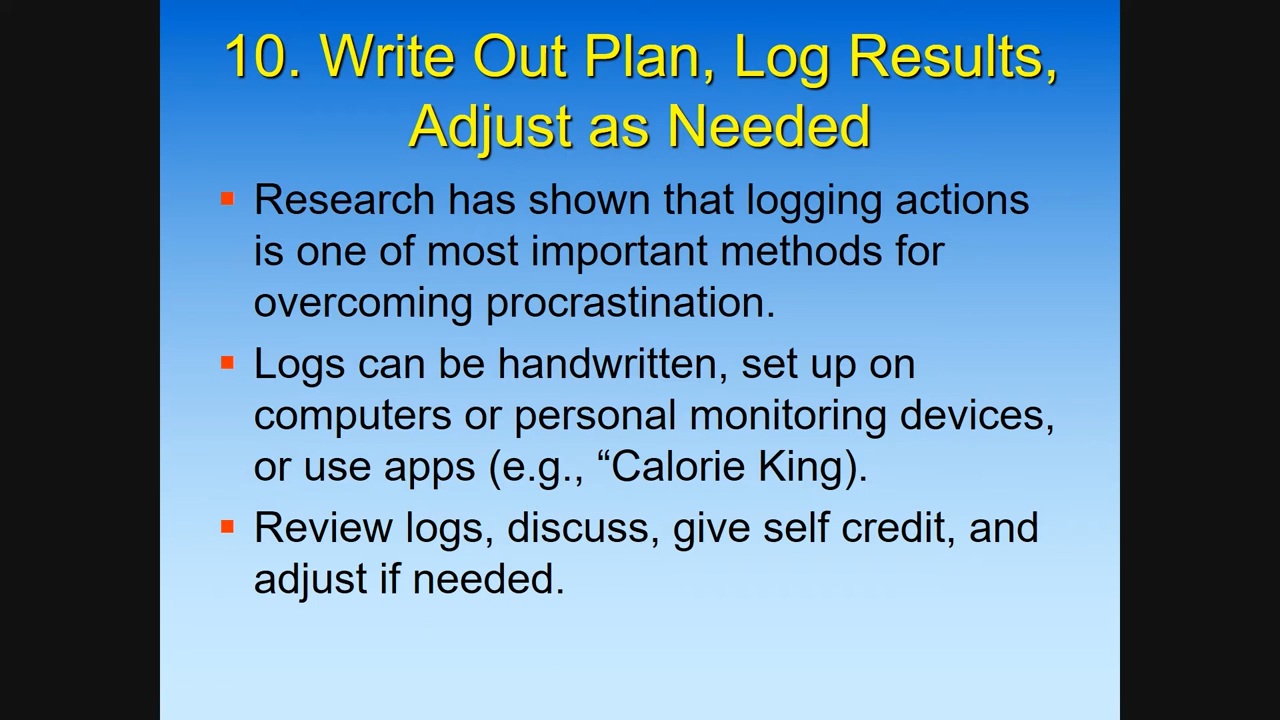 10. Write Out Plan, Log Results,
Adjust as Needed
▪ Research has shown that logging actions
is one of most important methods for
overcoming procrastination.
▪ Logs can be handwritten, set up on
computers or personal monitoring devices,
or use apps (e.g., “Calorie King).
▪ Review logs, discuss, give self credit, and
adjust if needed.